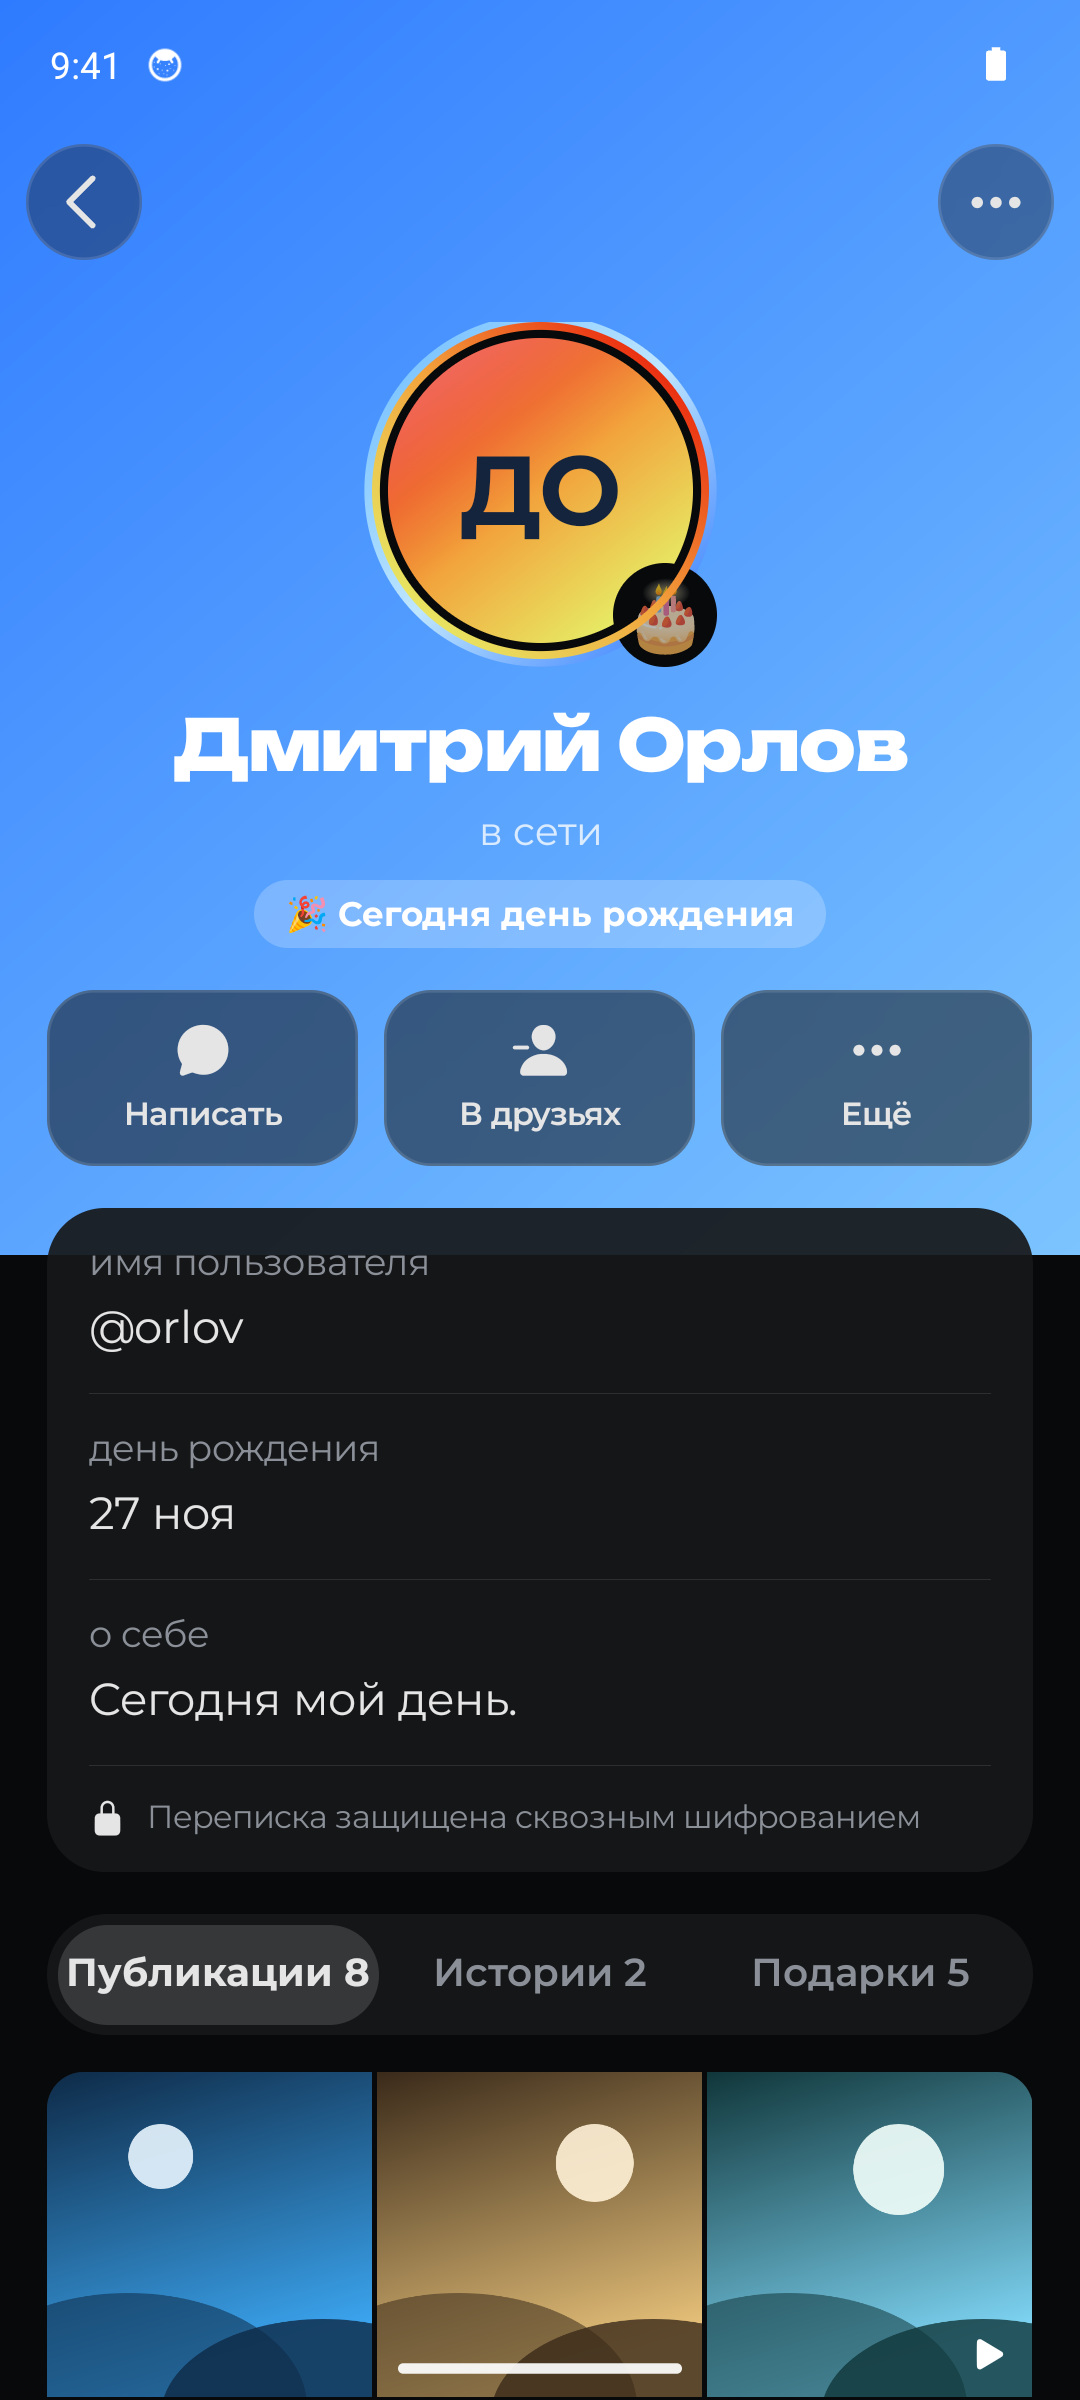 9:41
ДО
Дмитрий Орлов
в сети
🎉 Сегодня день рождения
Написать
В друзьях
Ещё
имя пользователя
@orlov
день рождения
27 ноя
о себе
Сегодня мой день.
Переписка защищена сквозным шифрованием
Публикации 8
Истории 2
Подарки 5